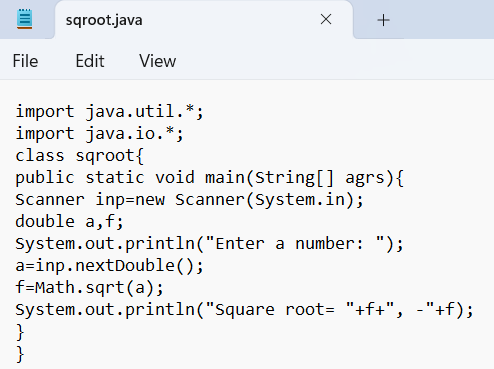 sqroot.java
File Edit View
import java.util.*;
import java.io.*;
class sqroot{
public static void main(String[] agrs){
Scanner inp=new Scanner(System.in);
double a,f;
System.out.println("Enter a number: ");
a=inp.nextDouble();
f=Math.sqrt(a);
System.out.println("Square root= "+f+", -"+f);
}
}